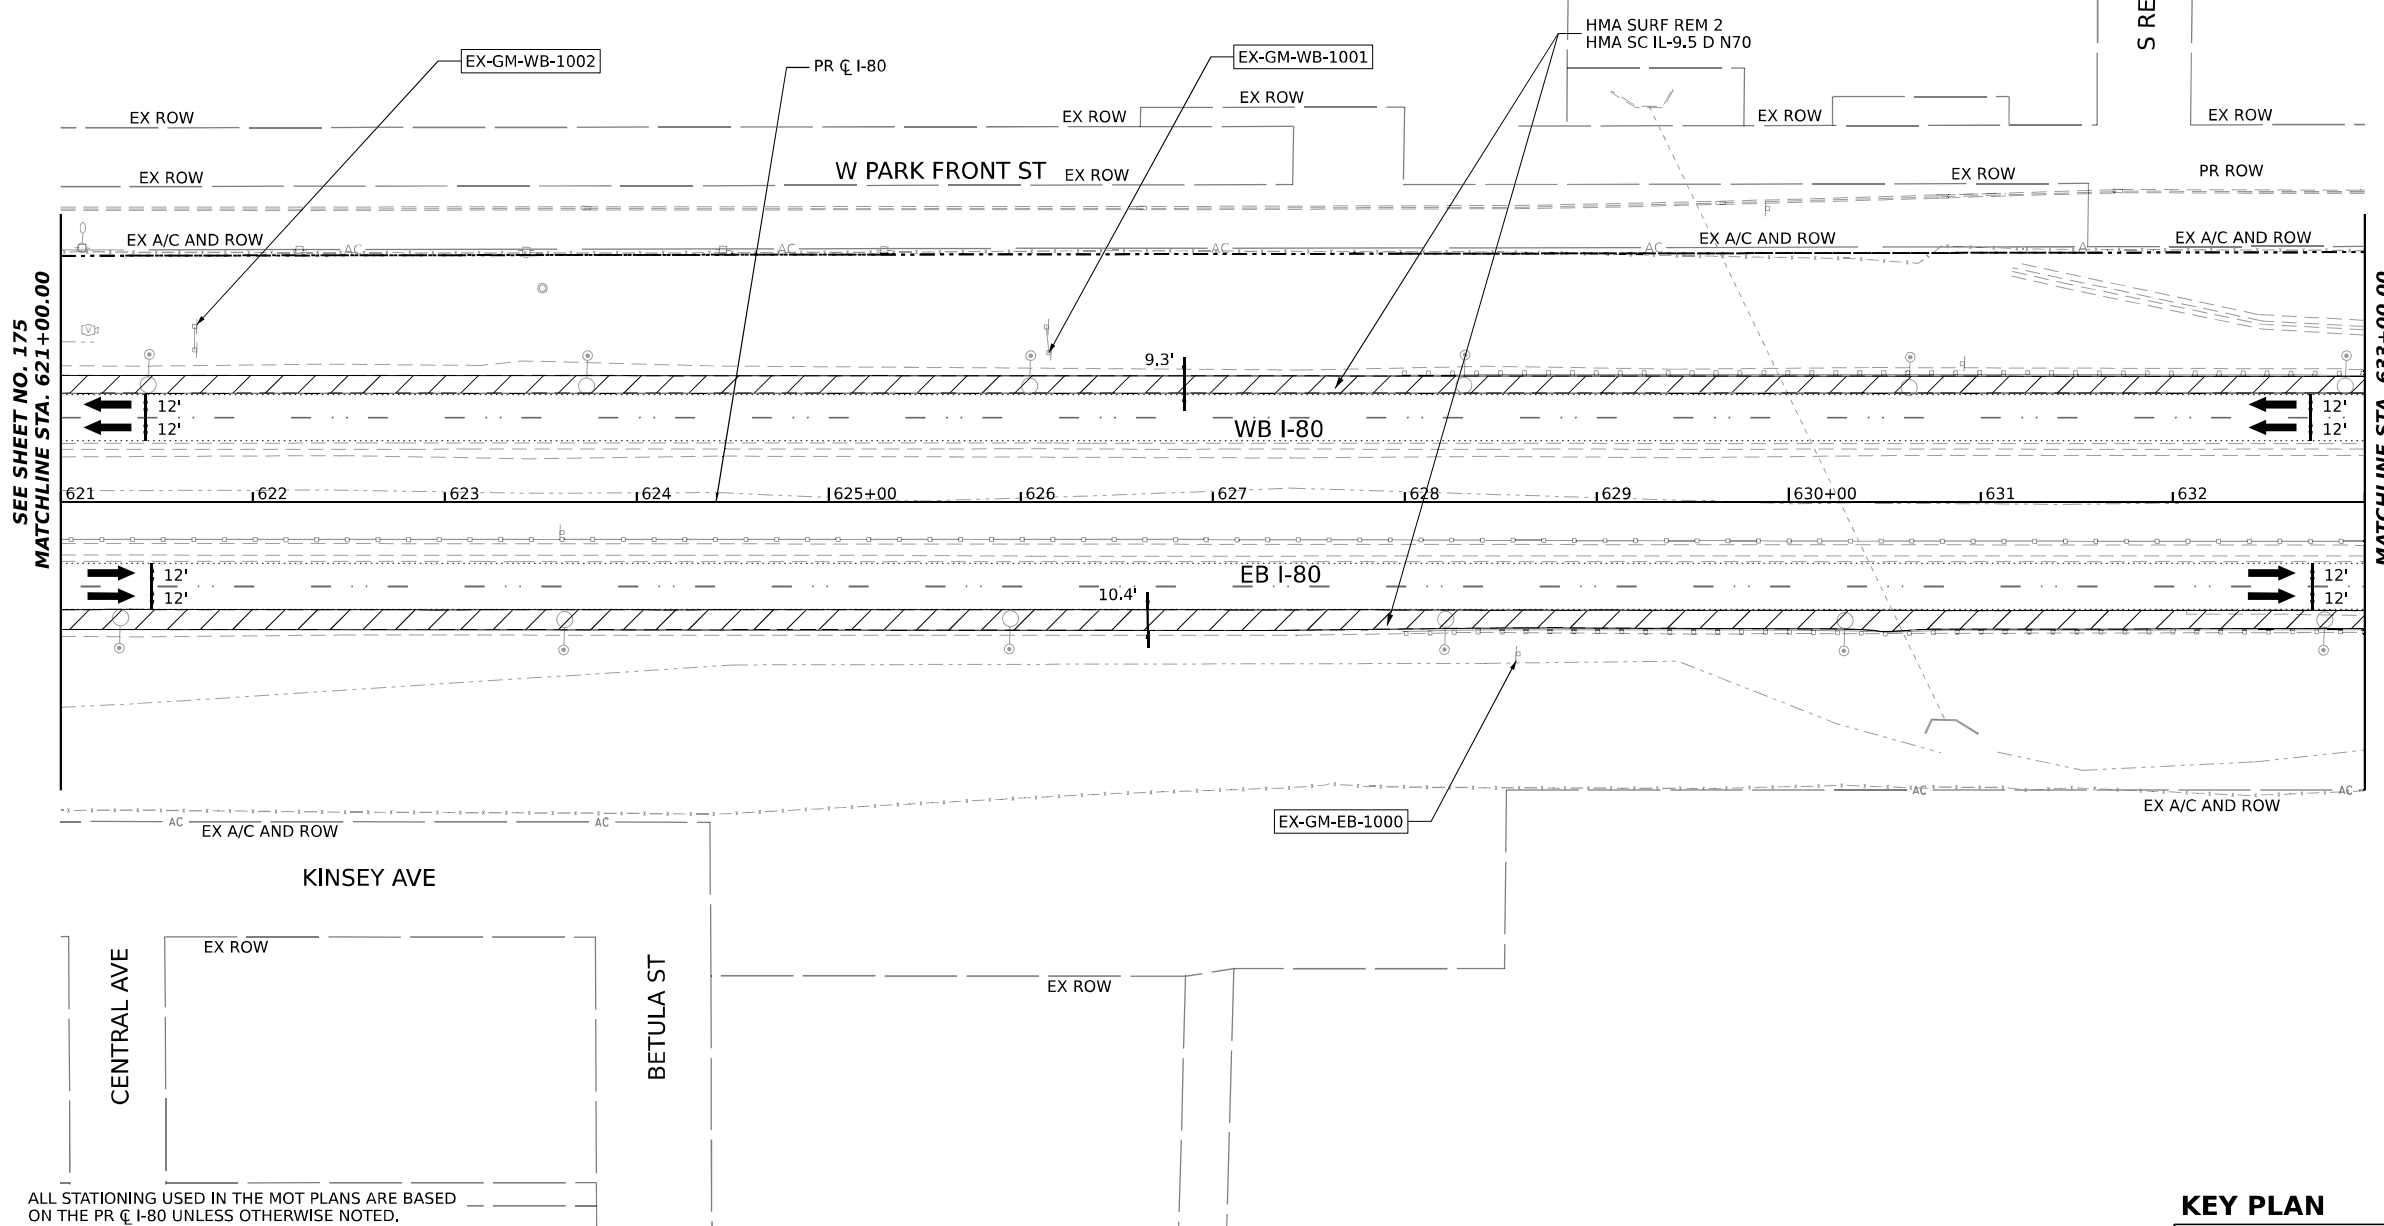 HMA SURF REM 2
HMA SC IL-9.5 D N70
EX-GM-WB-1002
PR ℄ I-80
EX-GM-WB-1001
EX ROW
EX ROW
EX ROW
EX ROW
EX ROW
W PARK FRONT ST
EX ROW
EX ROW
EX ROW
PR ROW
EX A/C AND ROW
AC
AC
AC
AC
EX A/C AND ROW
EX A/C AND ROW
SEE SHEET NO. 175
MATCHLINE STA. 621+00.00
V
9.3'
12'
12'
WB I-80
12'
12'
621
622
623
624
625+00
626
627
628
629
630+00
631
632
12'
12'
10.4'
EB I-80
12'
12'
EX-GM-EB-1000
AC
EX A/C AND ROW
AC
AC
AC
EX A/C AND ROW
KINSEY AVE
EX ROW
CENTRAL AVE
BETULA ST
EX ROW
ALL STATIONING USED IN THE MOT PLANS ARE BASED
ON THE PR ℄ I-80 UNLESS OTHERWISE NOTED.
KEY PLAN